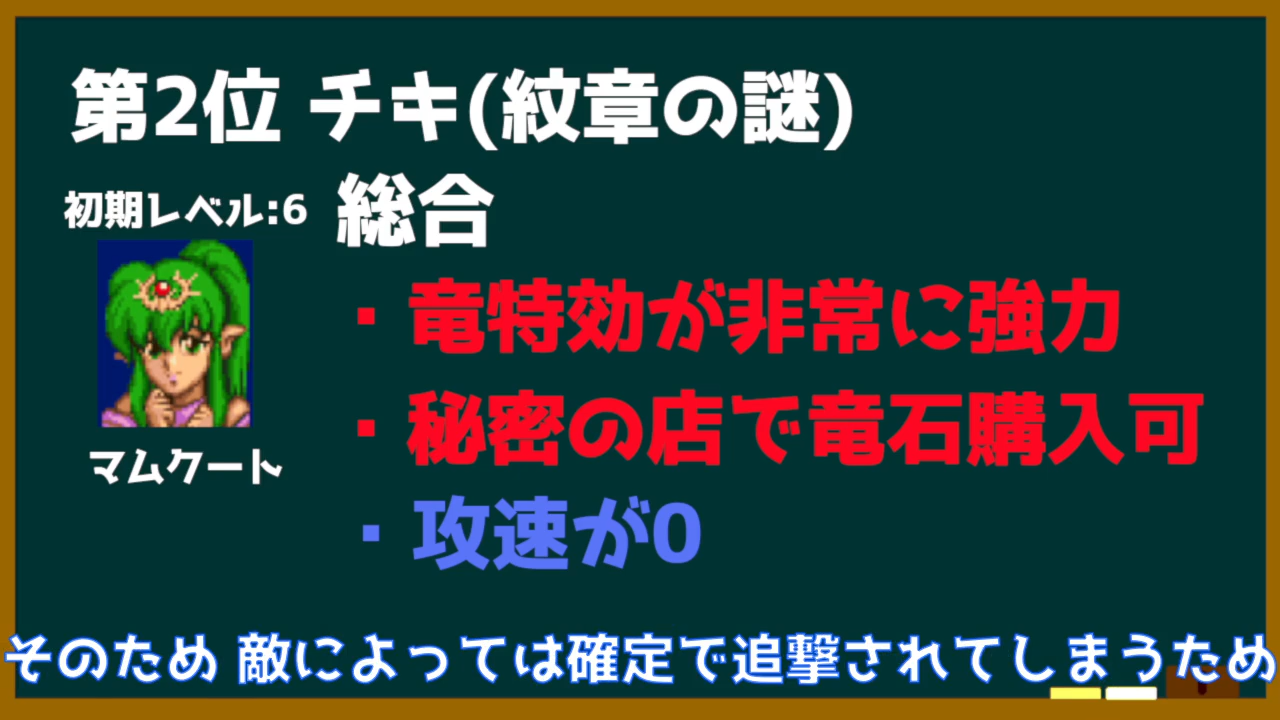 第2位 チキ(紋章の謎)
初期レベル:6
総合
・竜特効が非常に強力
・秘密の店で竜石購入可
マムクート
・攻速が0
そのため 敵によっては確定で追撃されてしまうため